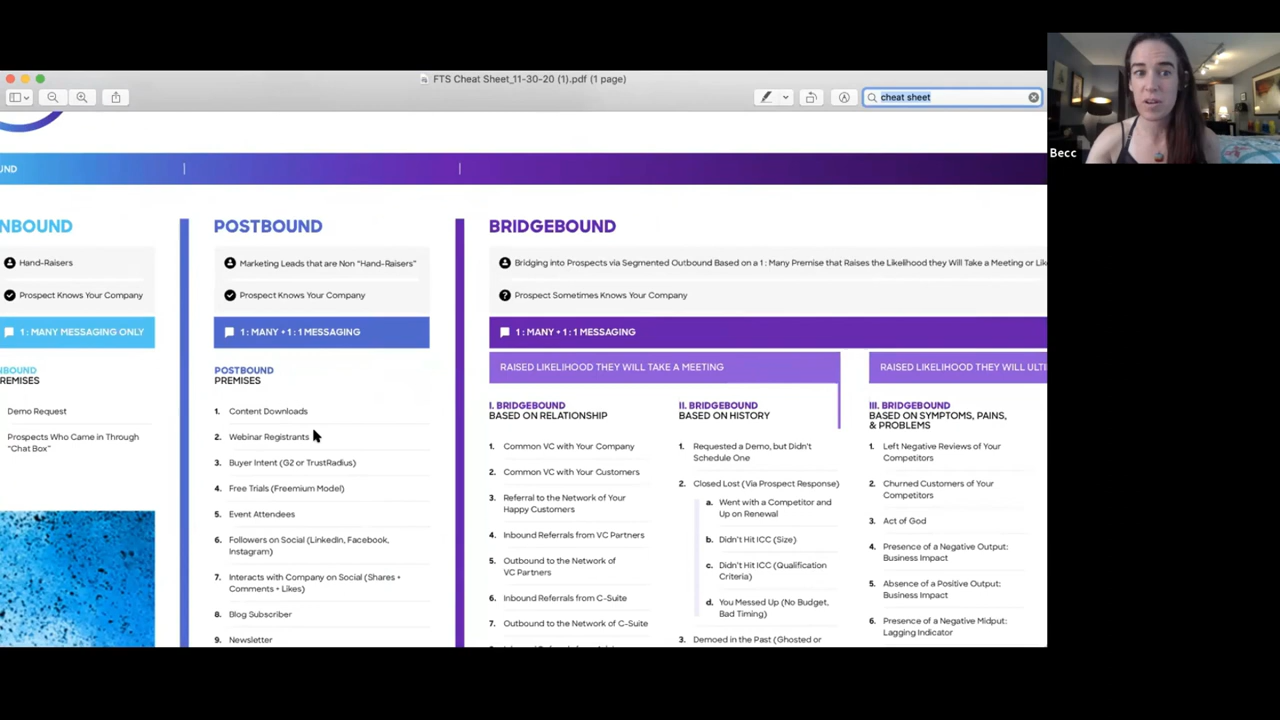 FTS Cheat Sheet_11-30-20 (1).pdf (1 page)
cheat sheet
Becc
UND
NBOUND
Hand-Raisers
Prospect Knows Your Company
1 : MANY MESSAGING ONLY
NBOUND
REMISES
Demo Request
Prospects Who Came in Through
"Chat Box"
POSTBOUND
Marketing Leads that are Non "Hand-Raisers"
Prospect Knows Your Company
1 : MANY + 1 : 1 MESSAGING
POSTBOUND
PREMISES
1. Content Downloads
2. Webinar Registrants
3. Buyer Intent (G2 or TrustRadius)
4. Free Trials (Freemium Model)
5. Event Attendees
6. Followers on Social (Linkedin, Facebook,
Instagram)
7. Interacts with Company on Social (Shares +
Comments + Likes)
8. Blog Subscriber
9. Newsletter
BRIDGEBOUND
Bridging into Prospects via Segmented Outbound Based on a 1 : Many Premise that Raises the Likelihood they Will Take a Meeting or Lik
Prospect Sometimes Knows Your Company
1 : MANY + 1 : 1 MESSAGING
RAISED LIKELIHOOD THEY WILL TAKE A MEETING
I. BRIDGEBOUND
BASED ON RELATIONSHIP
1. Common VC with Your Company
2. Common VC with Your Customers
3. Referral to the Network of Your
Happy Customers
4. Inbound Referrals from VC Partners
5. Outbound to the Network of
VC Partners
6. Inbound Referrals from C-Suite
7. Outbound to the Network of C-Suite
II. BRIDGEBOUND
BASED ON HISTORY
1. Requested a Demo, but Didn't
Schedule One
2. Closed Lost (Via Prospect Response)
a. Went with a Competitor and
Up on Renewal
b. Didn't Hit ICC (Size)
c. Didn't Hit ICC (Qualification
Criteria)
d. You Messed Up (No Budget,
Bad Timing)
3. Demoed in the Past (Ghosted or
RAISED LIKELIHOOD THEY WILL ULTI
III. BRIDGEBOUND
BASED ON SYMPTOMS, PAINS,
& PROBLEMS
1. Left Negative Reviews of Your
Competitors
2. Churned Customers of Your
Competitors
3. Act of God
4. Presence of a Negative Output:
Business Impact
5. Absence of a Positive Output:
Business Impact
6. Presence of a Negative Midput:
Lagging Indicator